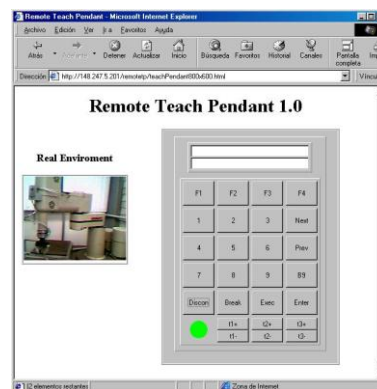 Remote Teach Pendant - Microsoft Internet Explorer
Archivo Edición Ver Ir a Favoritos Ayuda
Atrás Adelante Detener Actualizar Inicio Búsqueda Favoritos Historial Canales Pantalla completa
Dirección http://148.247.5.201/remotetp/teachPendant800x600.html Víncu
Remote Teach Pendant 1.0
Real Enviroment
F1 F2 F3 F4
1 2 3 Next
4 5 6 Prev
7 8 9 B9
Discon Break Exec Enter
t1+ t2+ t3+
t1- t2- t3-
12 elementos restantes Zona de Internet